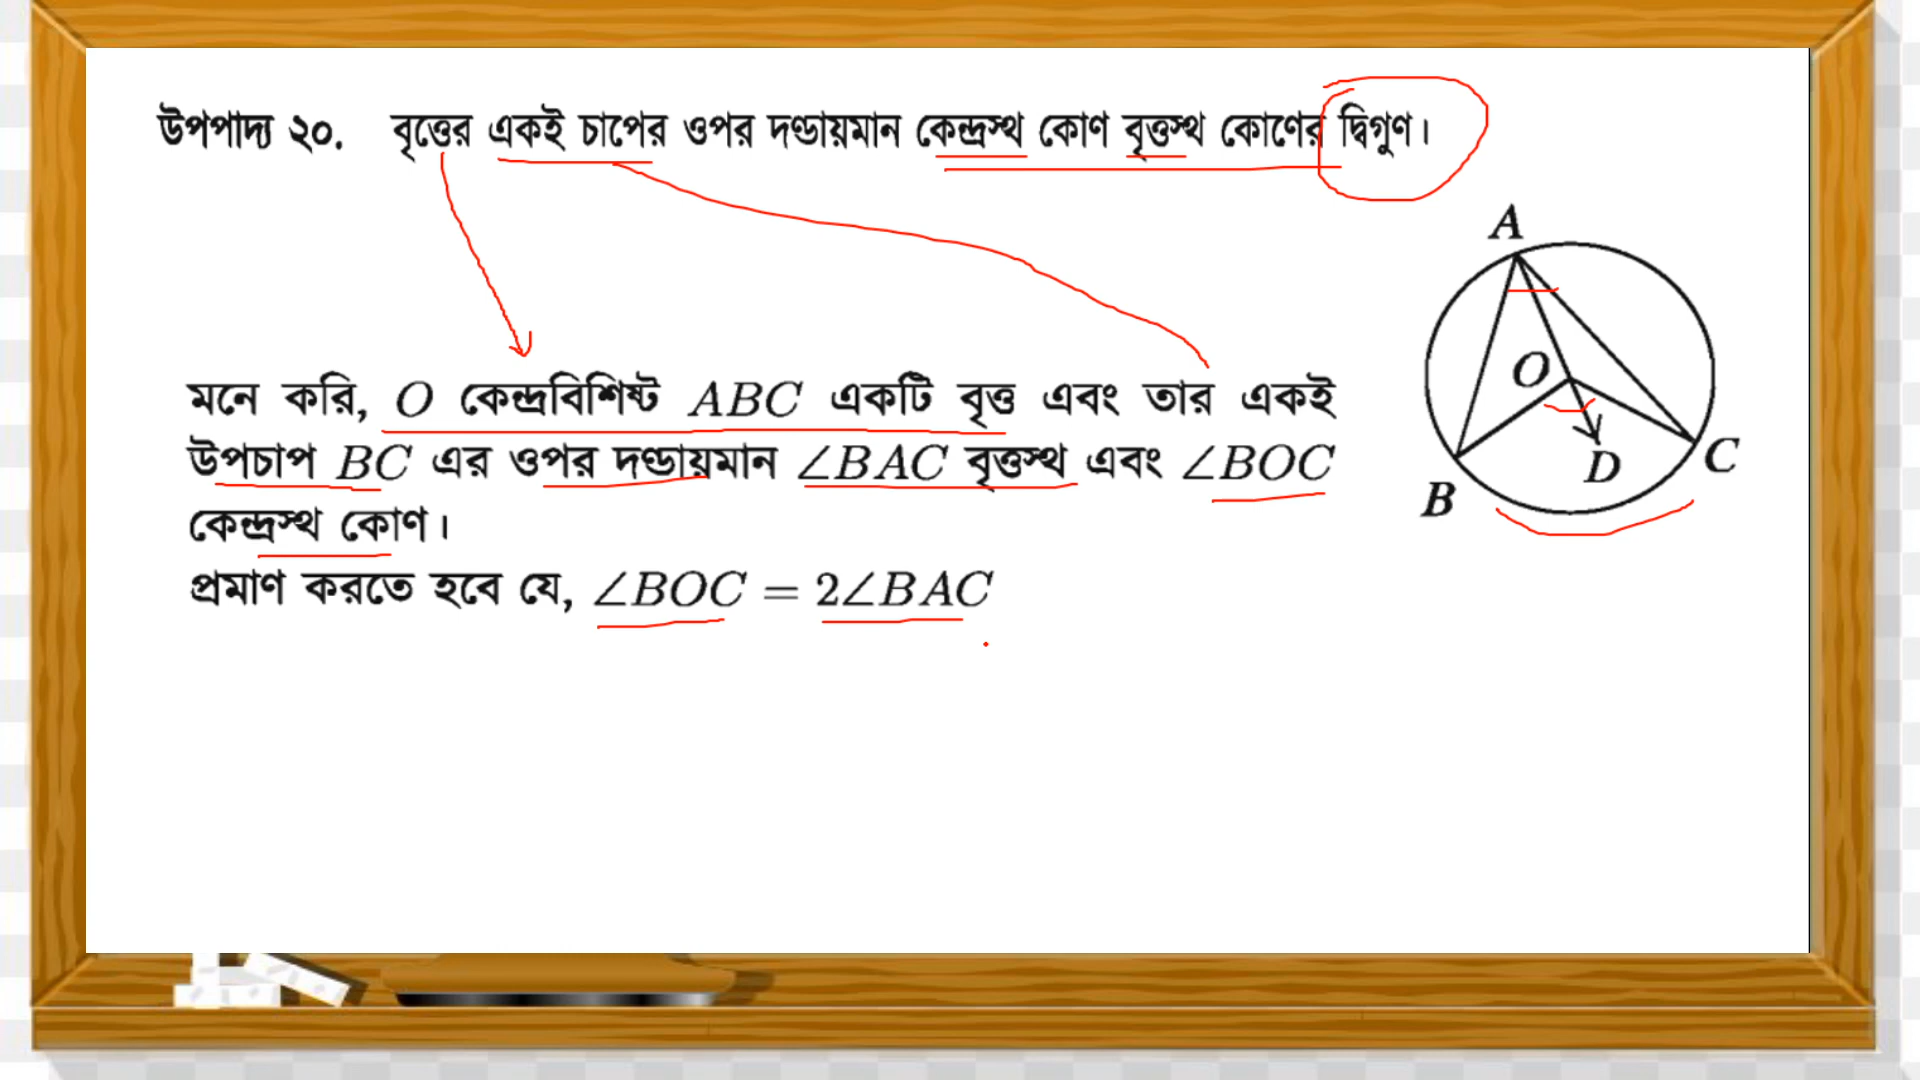 উপপাদ্য ২০. বৃত্তের একই চাপের ওপর দণ্ডায়মান কেন্দ্রস্থ কোণ বৃত্তস্থ কোণের দ্বিগুণ।
মনে করি, O কেন্দ্রবিশিষ্ট ABC একটি বৃত্ত এবং তার একই
উপচাপ BC এর ওপর দণ্ডায়মান ∠BAC বৃত্তস্থ এবং ∠BOC
কেন্দ্রস্থ কোণ।
প্রমাণ করতে হবে যে, ∠BOC = 2∠BAC
A
O
B
D
C